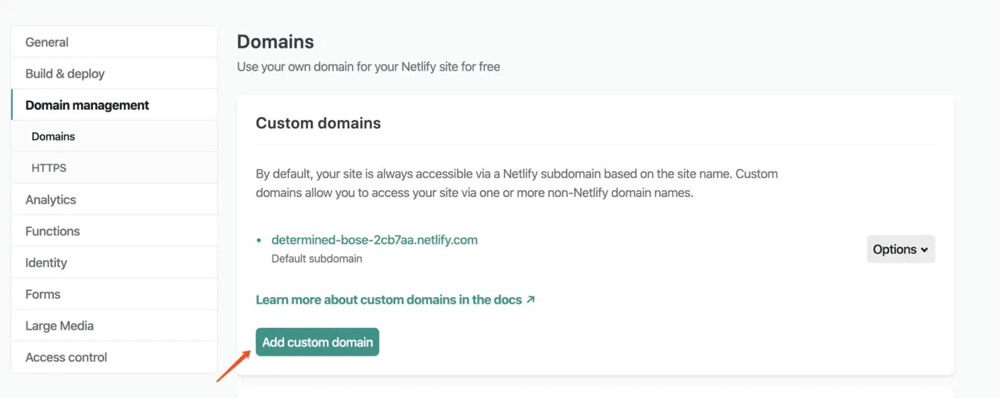 General
Build & deploy
Domain management
Domains
HTTPS
Analytics
Functions
Identity
Forms
Large Media
Access control
Domains
Use your own domain for your Netlify site for free
Custom domains
By default, your site is always accessible via a Netlify subdomain based on the site name. Custom
domains allow you to access your site via one or more non-Netlify domain names.
determined-bose-2cb7aa.netlify.com
Default subdomain
Options
Learn more about custom domains in the docs ↗
Add custom domain